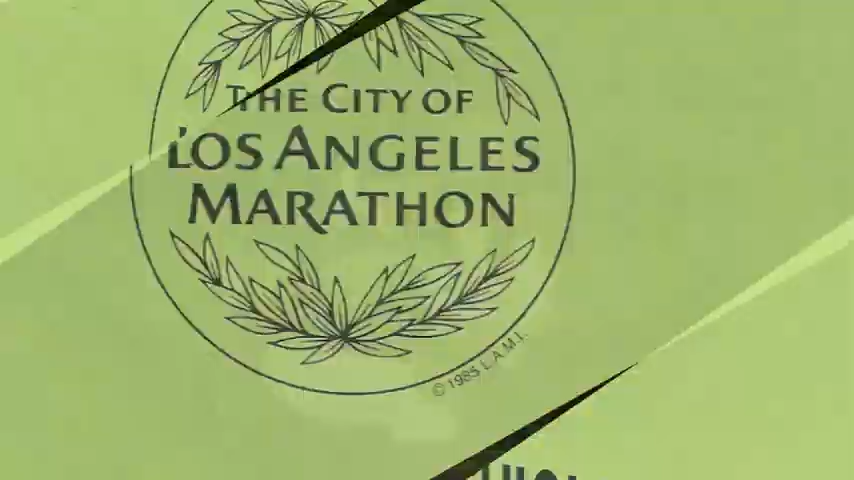 THE CITY OF
LOS ANGELES
MARATHON
© 1985 L.A.M.I.